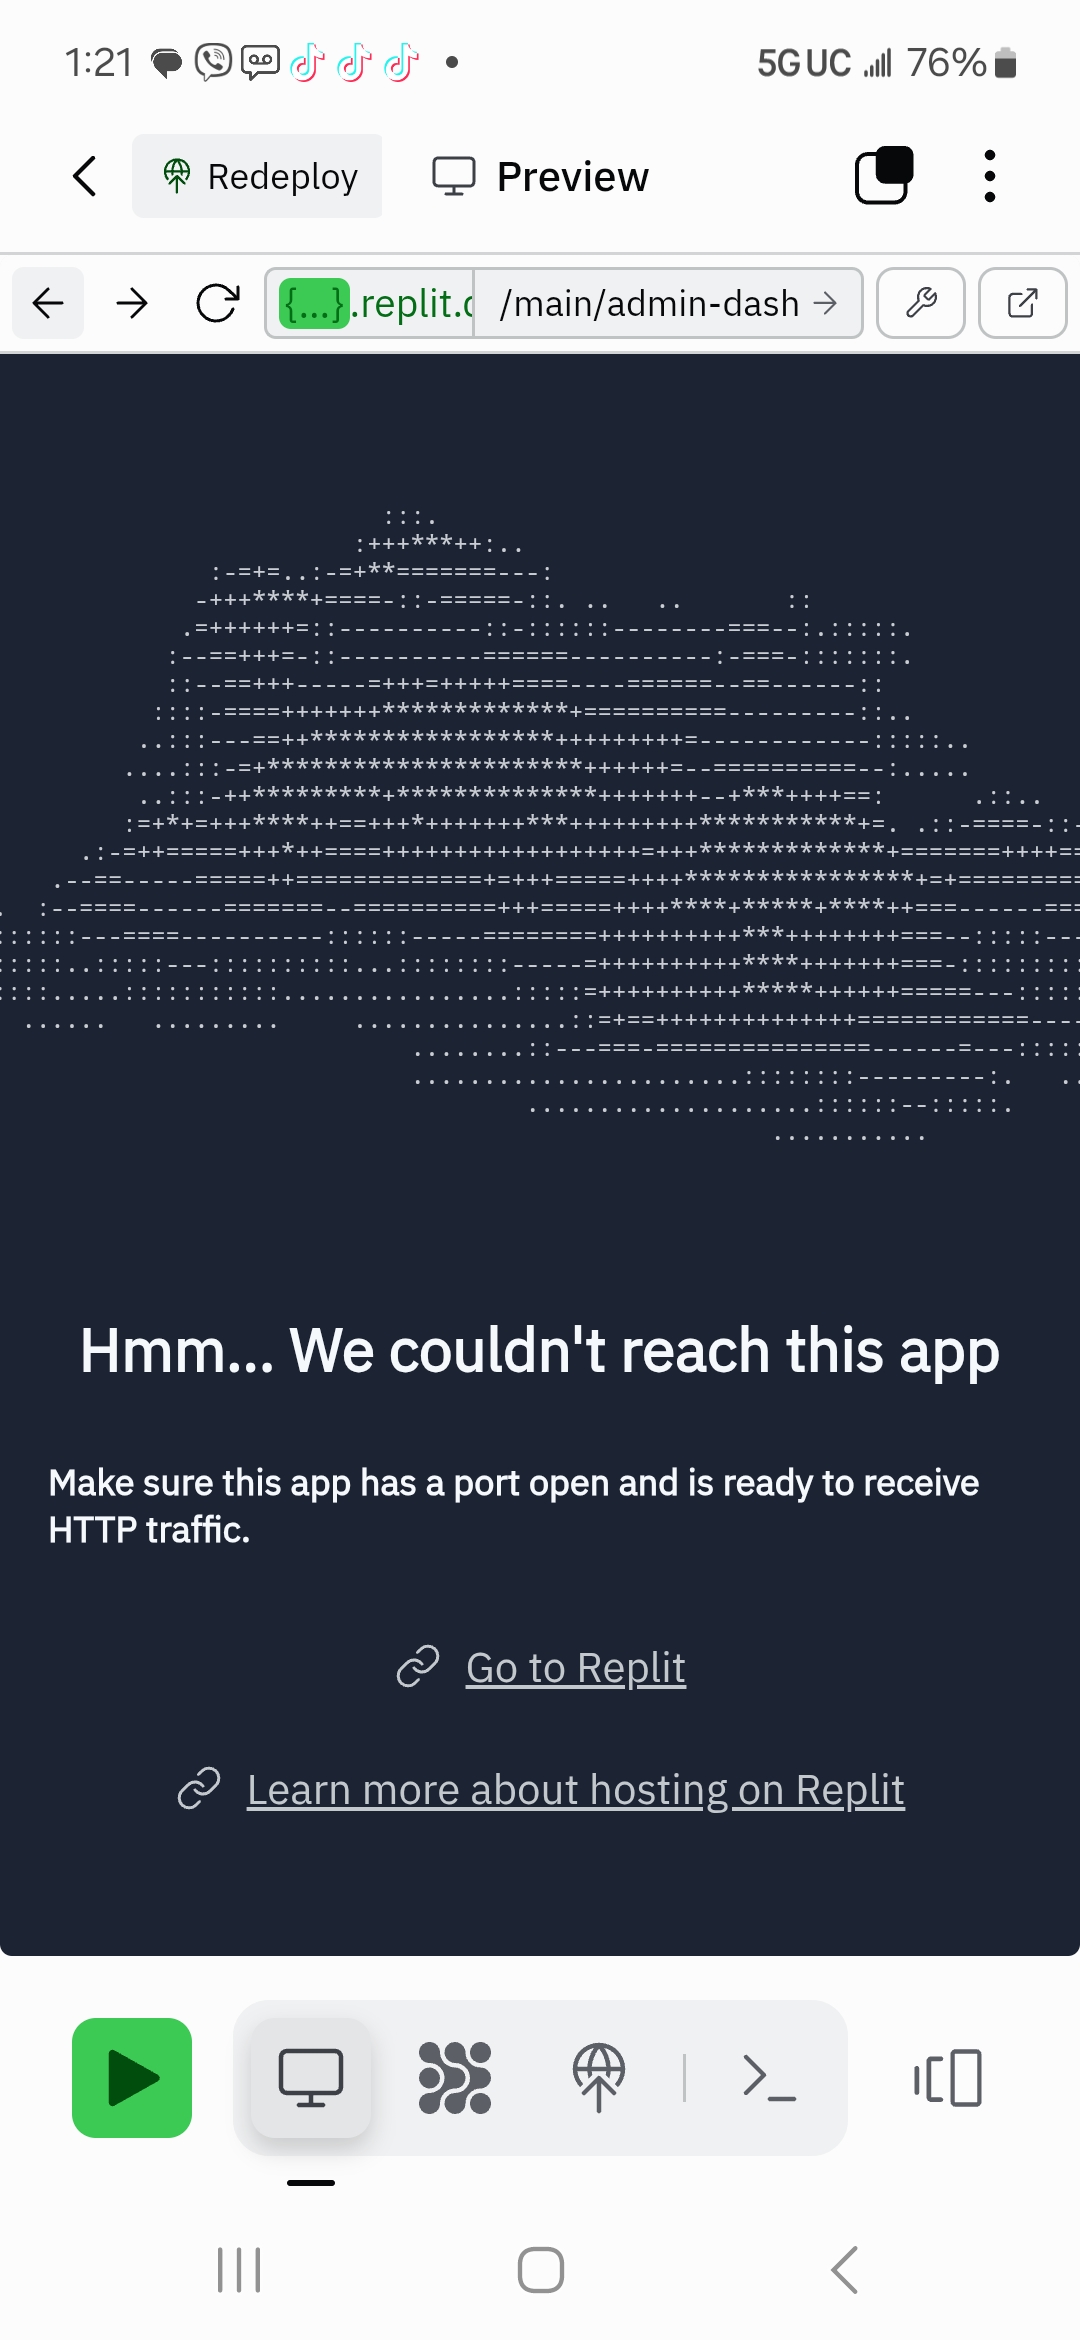 1:21 5G UC 76%
Redeploy Preview
{...}.replit.c /main/admin-dash
Hmm... We couldn't reach this app
Make sure this app has a port open and is ready to receive
HTTP traffic.
Go to Replit
Learn more about hosting on Replit